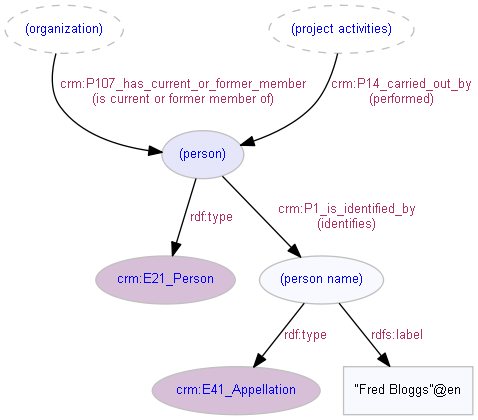 (organization)
(project activities)
crm:P107_has_current_or_former_member
(is current or former member of)
crm:P14_carried_out_by
(performed)
(person)
rdf:type
crm:P1_is_identified_by
(identifies)
crm:E21_Person
(person name)
rdf:type
rdfs:label
crm:E41_Appellation
"Fred Bloggs"@en